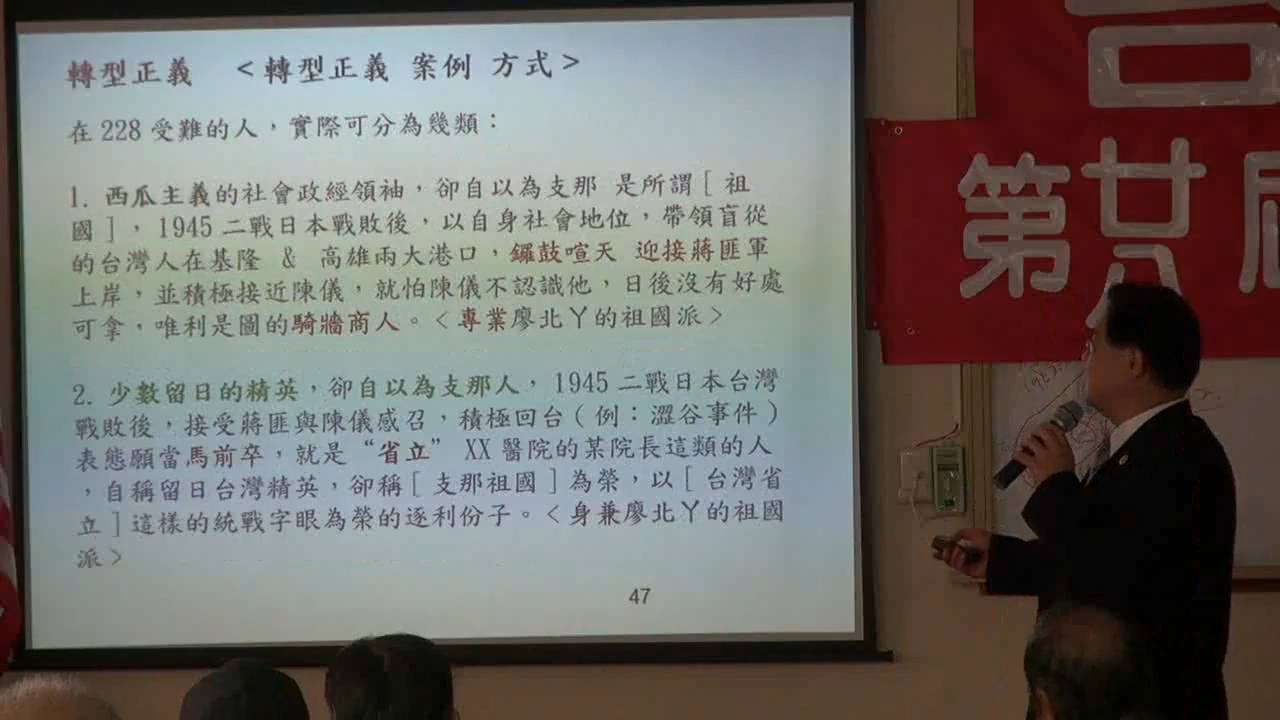 轉型正義 <轉型正義 案例 方式>
在 228 受難的人,實際可分為幾類:
1. 西瓜主義的社會政經領袖,卻自以為支那 是所謂[ 祖
國],1945 二戰日本戰敗後,以自身社會地位,帶領盲從
的台灣人在基隆 & 高雄兩大港口,鑼鼓喧天 迎接蔣匪軍
上岸,並積極接近陳儀,就怕陳儀不認識他,日後沒有好處
可拿,唯利是圖的騎牆商人。<專業廖北ㄚ的祖國派>
2. 少數留日的精英,卻自以為支那人,1945 二戰日本台灣
戰敗後,接受蔣匪與陳儀感召,積極回台(例:澀谷事件)
表態願當馬前卒,就是“省立”XX 醫院的某院長這類的人
,自稱留日台灣精英,卻稱[ 支那祖國 ]為榮,以[ 台灣省
立 ]這樣的統戰字眼為榮的逐利份子。<身兼廖北ㄚ的祖國
派>
47
第廿屆